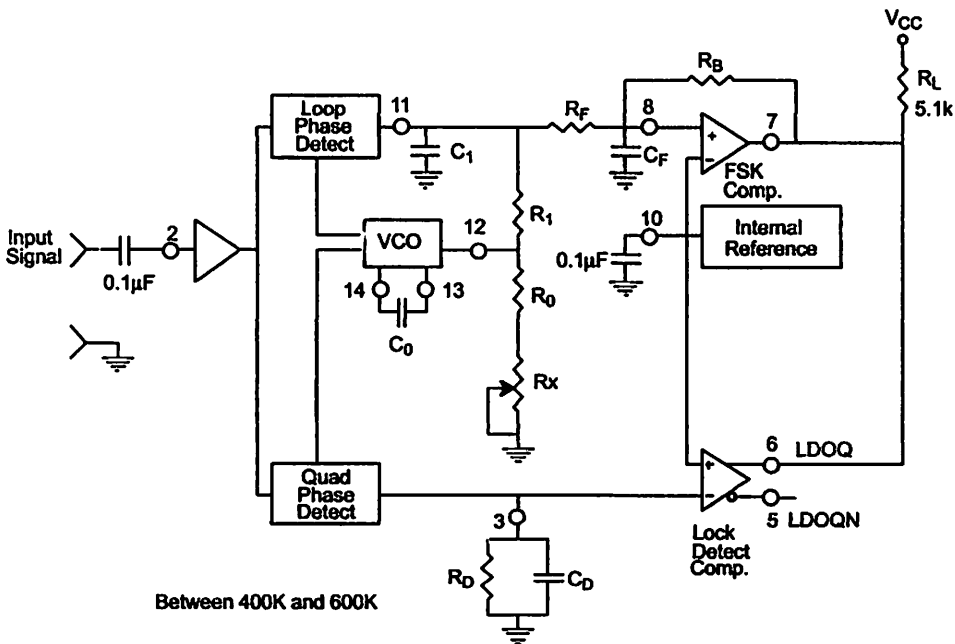 VCC
RL
5.1k
RB
RF
8
7
+
−
FSK
Comp.
CF
Loop
Phase
Detect
11
C1
R1
Input
Signal
0.1µF
2
VCO
12
14
13
C0
R0
Rx
10
0.1µF
Internal
Reference
Quad
Phase
Detect
3
RD
CD
+
−
6
LDOQ
5
LDOQN
Lock
Detect
Comp.
Between 400K and 600K